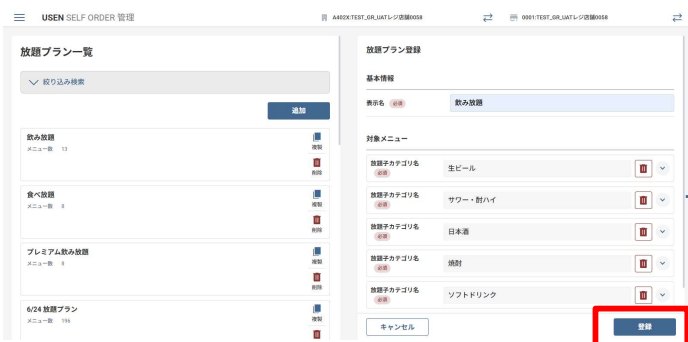 USEN SELF ORDER 管理
A402X:TEST_GR_UATレジ店舗0058
0001:TEST_GR_UATレジ店舗0058
放題プラン一覧
絞り込み検索
追加
飲み放題
メニュー数 13
複製
削除
食べ放題
メニュー数 8
複製
削除
プレミアム飲み放題
メニュー数 8
複製
削除
6/24 放題プラン
メニュー数 196
複製
放題プラン登録
基本情報
表示名 必須 飲み放題
対象メニュー
放題子カテゴリ名
必須
生ビール
放題子カテゴリ名
必須
サワー・酎ハイ
放題子カテゴリ名
必須
日本酒
放題子カテゴリ名
必須
焼酎
放題子カテゴリ名
必須
ソフトドリンク
キャンセル
登録